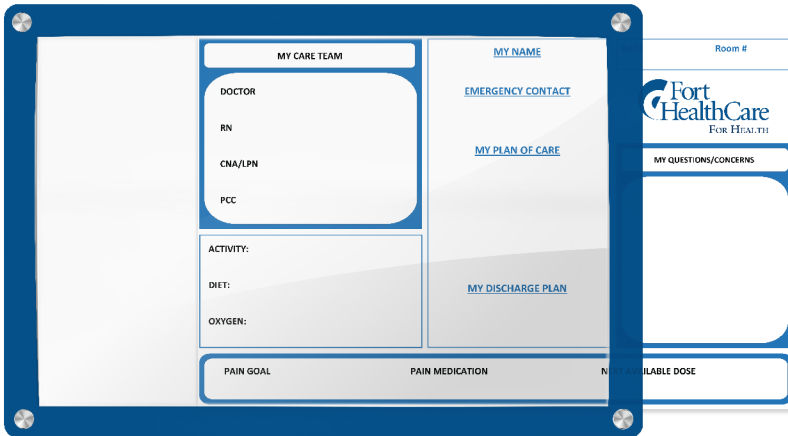 MY CARE TEAM
DOCTOR
RN
CNA/LPN
PCC
ACTIVITY:
DIET:
OXYGEN:
MY NAME
EMERGENCY CONTACT
MY PLAN OF CARE
MY DISCHARGE PLAN
Room #
Fort
HealthCare
FOR HEALTH
MY QUESTIONS/CONCERNS
PAIN GOAL PAIN MEDICATION
DOSE